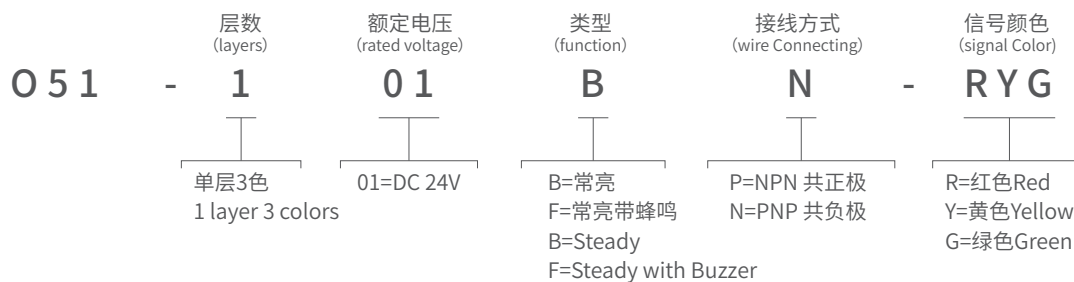 层数 额定电压 类型 接线方式 信号颜色
(layers) (rated voltage) (function) (wire Connecting) (signal Color)
O51 - 1 01 B N - RYG
单层3色 01=DC 24V B=常亮 P=NPN 共正极 R=红色Red
1 layer 3 colors F=常亮带蜂鸣 N=PNP 共负极 Y=黄色Yellow
B=Steady G=绿色Green
F=Steady with Buzzer